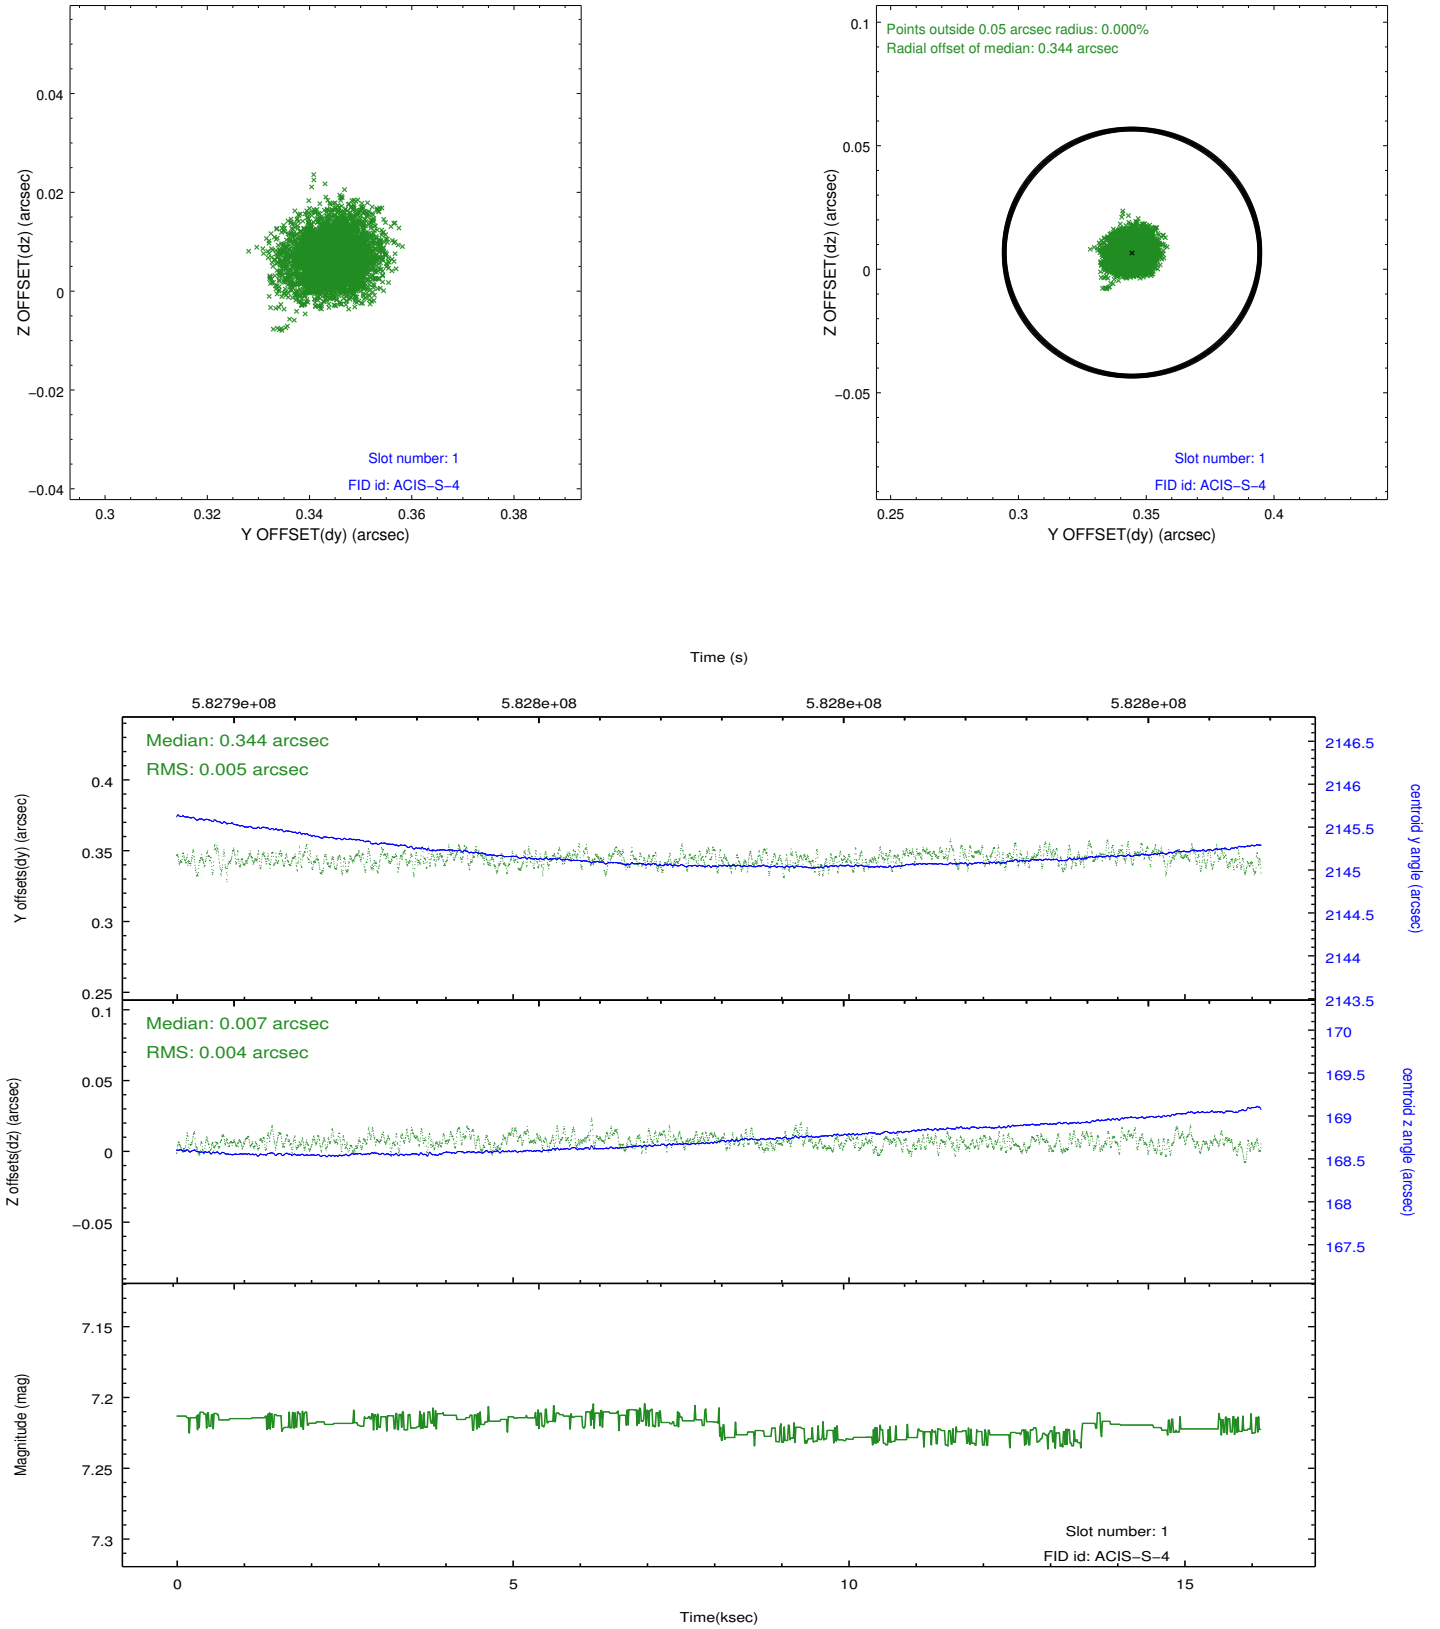 0.04
0.02
0
−0.02
−0.04
Z OFFSET(dz) (arcsec)
Slot number: 1
FID id: ACIS−S−4
0.3
0.32
0.34
0.36
0.38
Y OFFSET(dy) (arcsec)
Points outside 0.05 arcsec radius: 0.000%
Radial offset of median: 0.344 arcsec
0.1
0.05
0
−0.05
Z OFFSET(dz) (arcsec)
Slot number: 1
FID id: ACIS−S−4
0.25
0.3
0.35
0.4
Y OFFSET(dy) (arcsec)
Time (s)
5.8279e+08
5.828e+08
5.828e+08
5.828e+08
Median: 0.344 arcsec
RMS: 0.005 arcsec
0.4
0.35
0.3
0.25
Y offsets(dy) (arcsec)
2146.5
2146
2145.5
2145
2144.5
2144
2143.5
centroid y angle (arcsec)
Median: 0.007 arcsec
RMS: 0.004 arcsec
0.1
0.05
0
−0.05
Z offsets(dz) (arcsec)
170
169.5
169
168.5
168
167.5
centroid z angle (arcsec)
7.15
7.2
7.25
7.3
Magnitude (mag)
Slot number: 1
FID id: ACIS−S−4
0
5
10
15
Time(ksec)